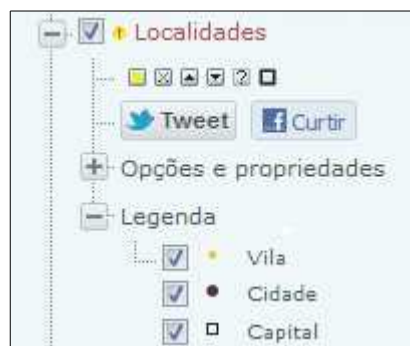 Localidades
?
Tweet Curtir
Opções e propriedades
Legenda
Vila
Cidade
Capital